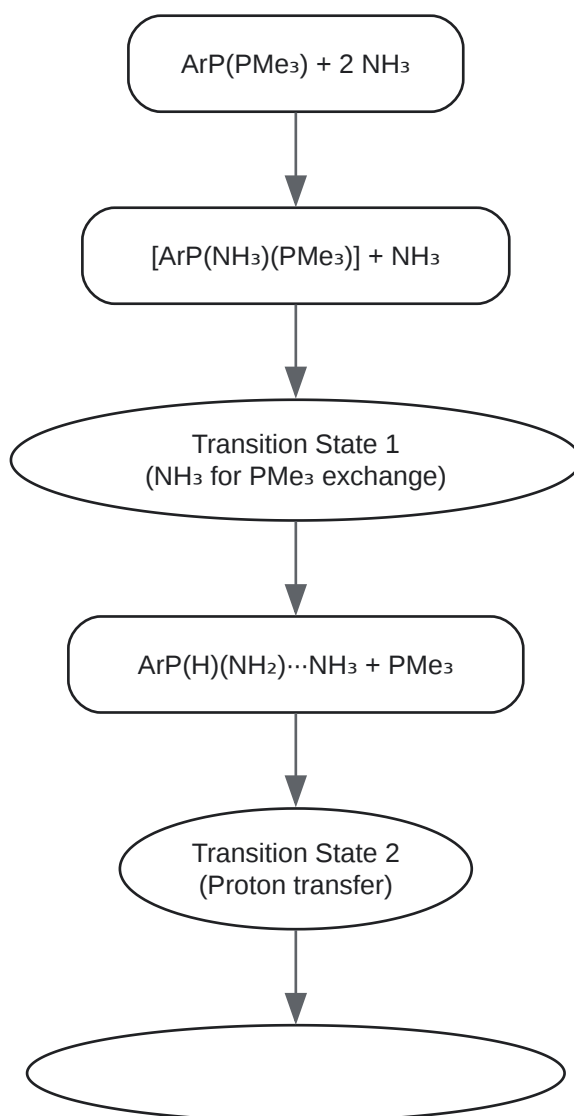 ArP(PMe₃) + 2 NH₃
[ArP(NH₃)(PMe₃)] + NH₃
Transition State 1
(NH₃ for PMe₃ exchange)
ArP(H)(NH₂)···NH₃ + PMe₃
Transition State 2
(Proton transfer)